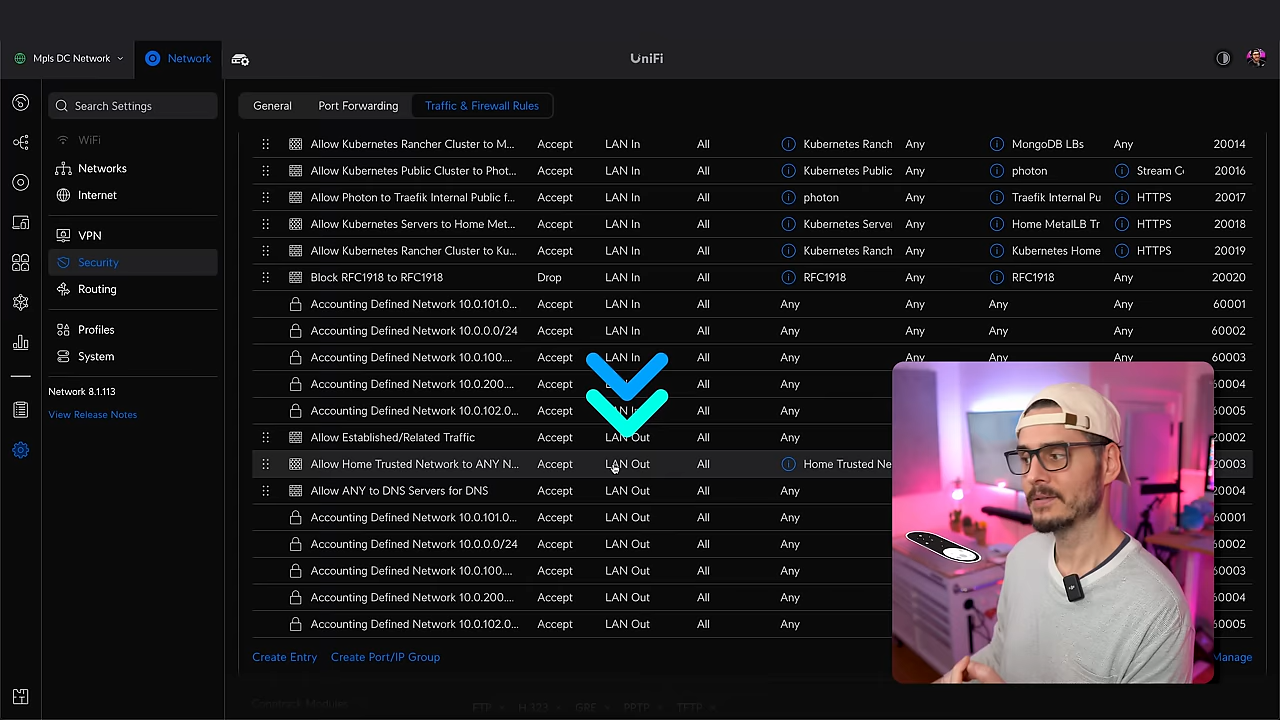 Mpls DC Network Network UniFi
Search Settings General Port Forwarding Traffic & Firewall Rules
WiFi
Networks
Internet
VPN
Security
Routing
Profiles
System
Network 8.1.113
View Release Notes
Allow Kubernetes Rancher Cluster to M... Accept LAN In All Kubernetes Ranch Any MongoDB LBs Any 20014
Allow Kubernetes Public Cluster to Phot... Accept LAN In All Kubernetes Public Any photon Stream 20016
Allow Photon to Traefik Internal Public f... Accept LAN In All photon Any Traefik Internal Pu HTTPS 20017
Allow Kubernetes Servers to Home Met... Accept LAN In All Kubernetes Serve Any Home MetalLB Tr HTTPS 20018
Allow Kubernetes Rancher Cluster to Ku... Accept LAN In All Kubernetes Ranch Any Kubernetes Home HTTPS 20019
Block RFC1918 to RFC1918 Drop LAN In All RFC1918 Any RFC1918 Any 20020
Accounting Defined Network 10.0.101.0... Accept LAN In All Any Any Any Any 60001
Accounting Defined Network 10.0.0.0/24 Accept LAN In All Any Any Any Any 60002
Accounting Defined Network 10.0.100.... Accept LAN In All Any Any Any Any 60003
Accounting Defined Network 10.0.200.... Accept All Any 60004
Accounting Defined Network 10.0.102.0... Accept LAN In All Any 60005
Allow Established/Related Traffic Accept LAN Out All Any 20002
Allow Home Trusted Network to ANY N... Accept LAN Out All Home Trusted Ne 20003
Allow ANY to DNS Servers for DNS Accept LAN Out All Any 20004
Accounting Defined Network 10.0.101.0... Accept LAN Out All Any 60001
Accounting Defined Network 10.0.0.0/24 Accept LAN Out All Any 60002
Accounting Defined Network 10.0.100.... Accept LAN Out All Any 60003
Accounting Defined Network 10.0.200.... Accept LAN Out All Any 60004
Accounting Defined Network 10.0.102.0... Accept LAN Out All Any 60005
Create Entry Create Port/IP Group Manage
Conntrack Modules FTP H.323 GRE PPTP TFTP